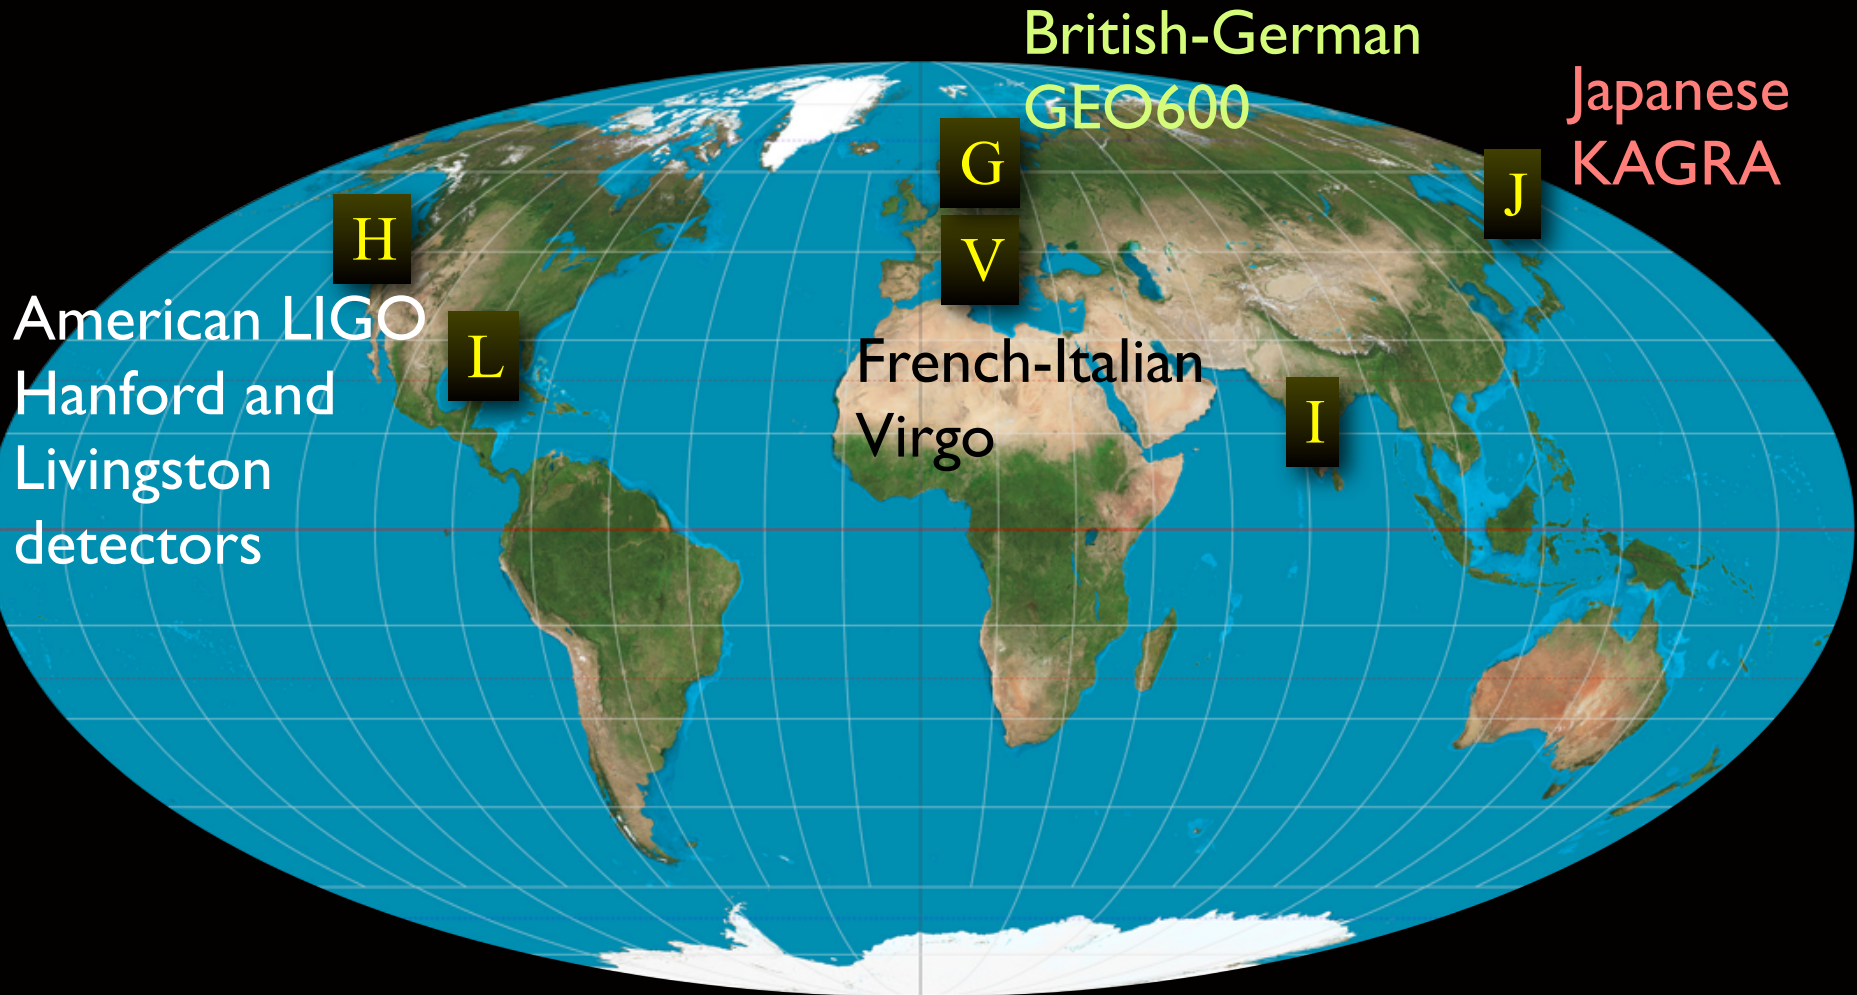 British-German
GEO600
Japanese
KAGRA
G
J
H
V
American LIGO
Hanford and
Livingston
detectors
L
French-Italian
Virgo
I